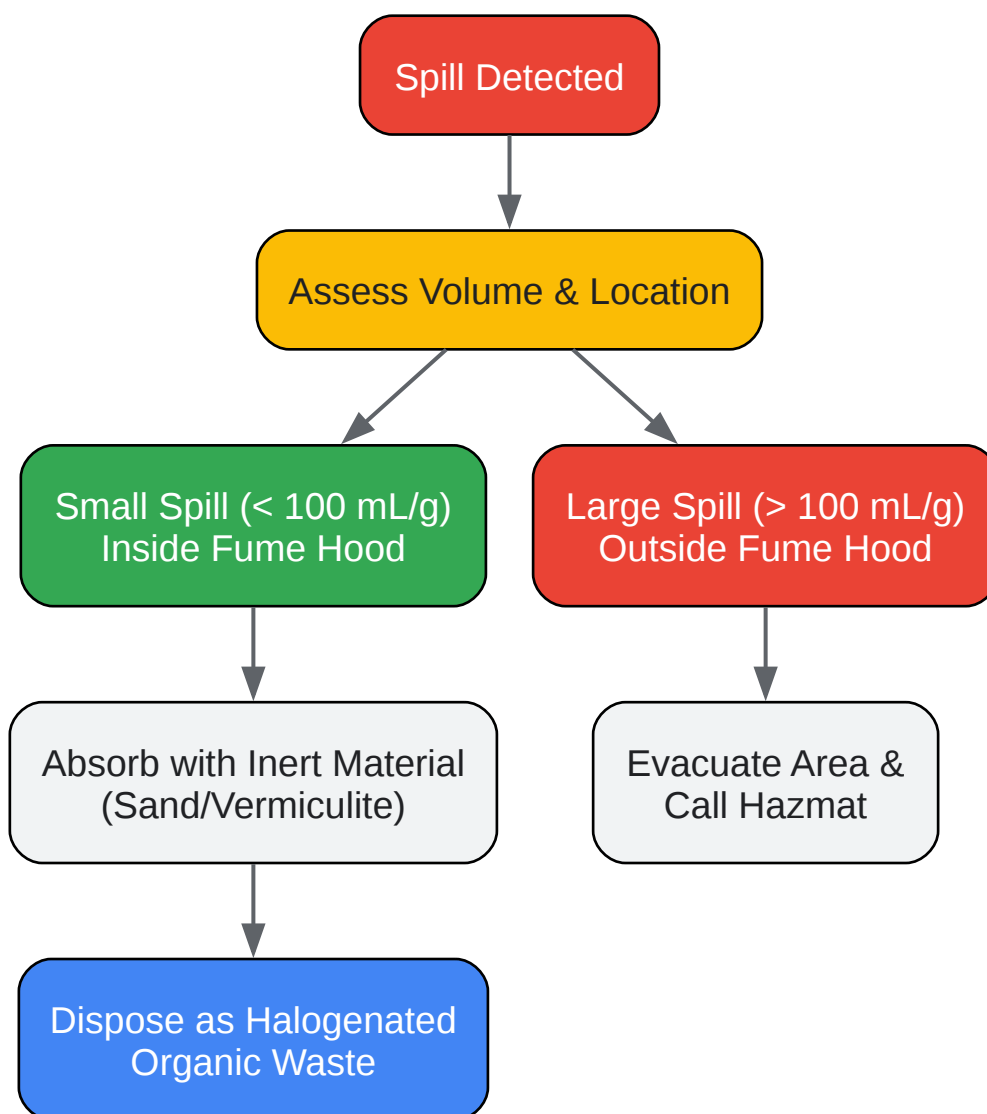 Spill Detected
Assess Volume & Location
Small Spill (< 100 mL/g)
Inside Fume Hood
Large Spill (> 100 mL/g)
Outside Fume Hood
Absorb with Inert Material
(Sand/Vermiculite)
Evacuate Area &
Call Hazmat
Dispose as Halogenated
Organic Waste